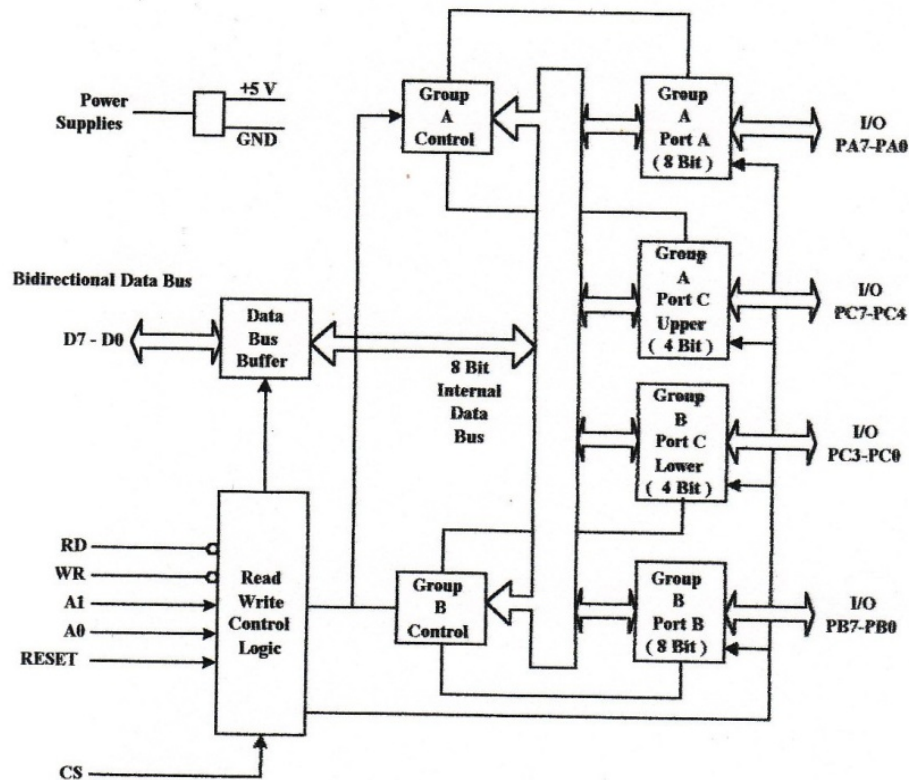 Power
Supplies
+5 V
GND
Group
A
Control
Group
A
Port A
( 8 Bit )
I/O
PA7-PA0
Bidirectional Data Bus
D7 - D0
Data
Bus
Buffer
8 Bit
Internal
Data
Bus
Group
A
Port C
Upper
( 4 Bit )
I/O
PC7-PC4
Group
B
Port C
Lower
( 4 Bit )
I/O
PC3-PC0
RD
WR
A1
A0
RESET
CS
Read
Write
Control
Logic
Group
B
Control
Group
B
Port B
( 8 Bit )
I/O
PB7-PB0